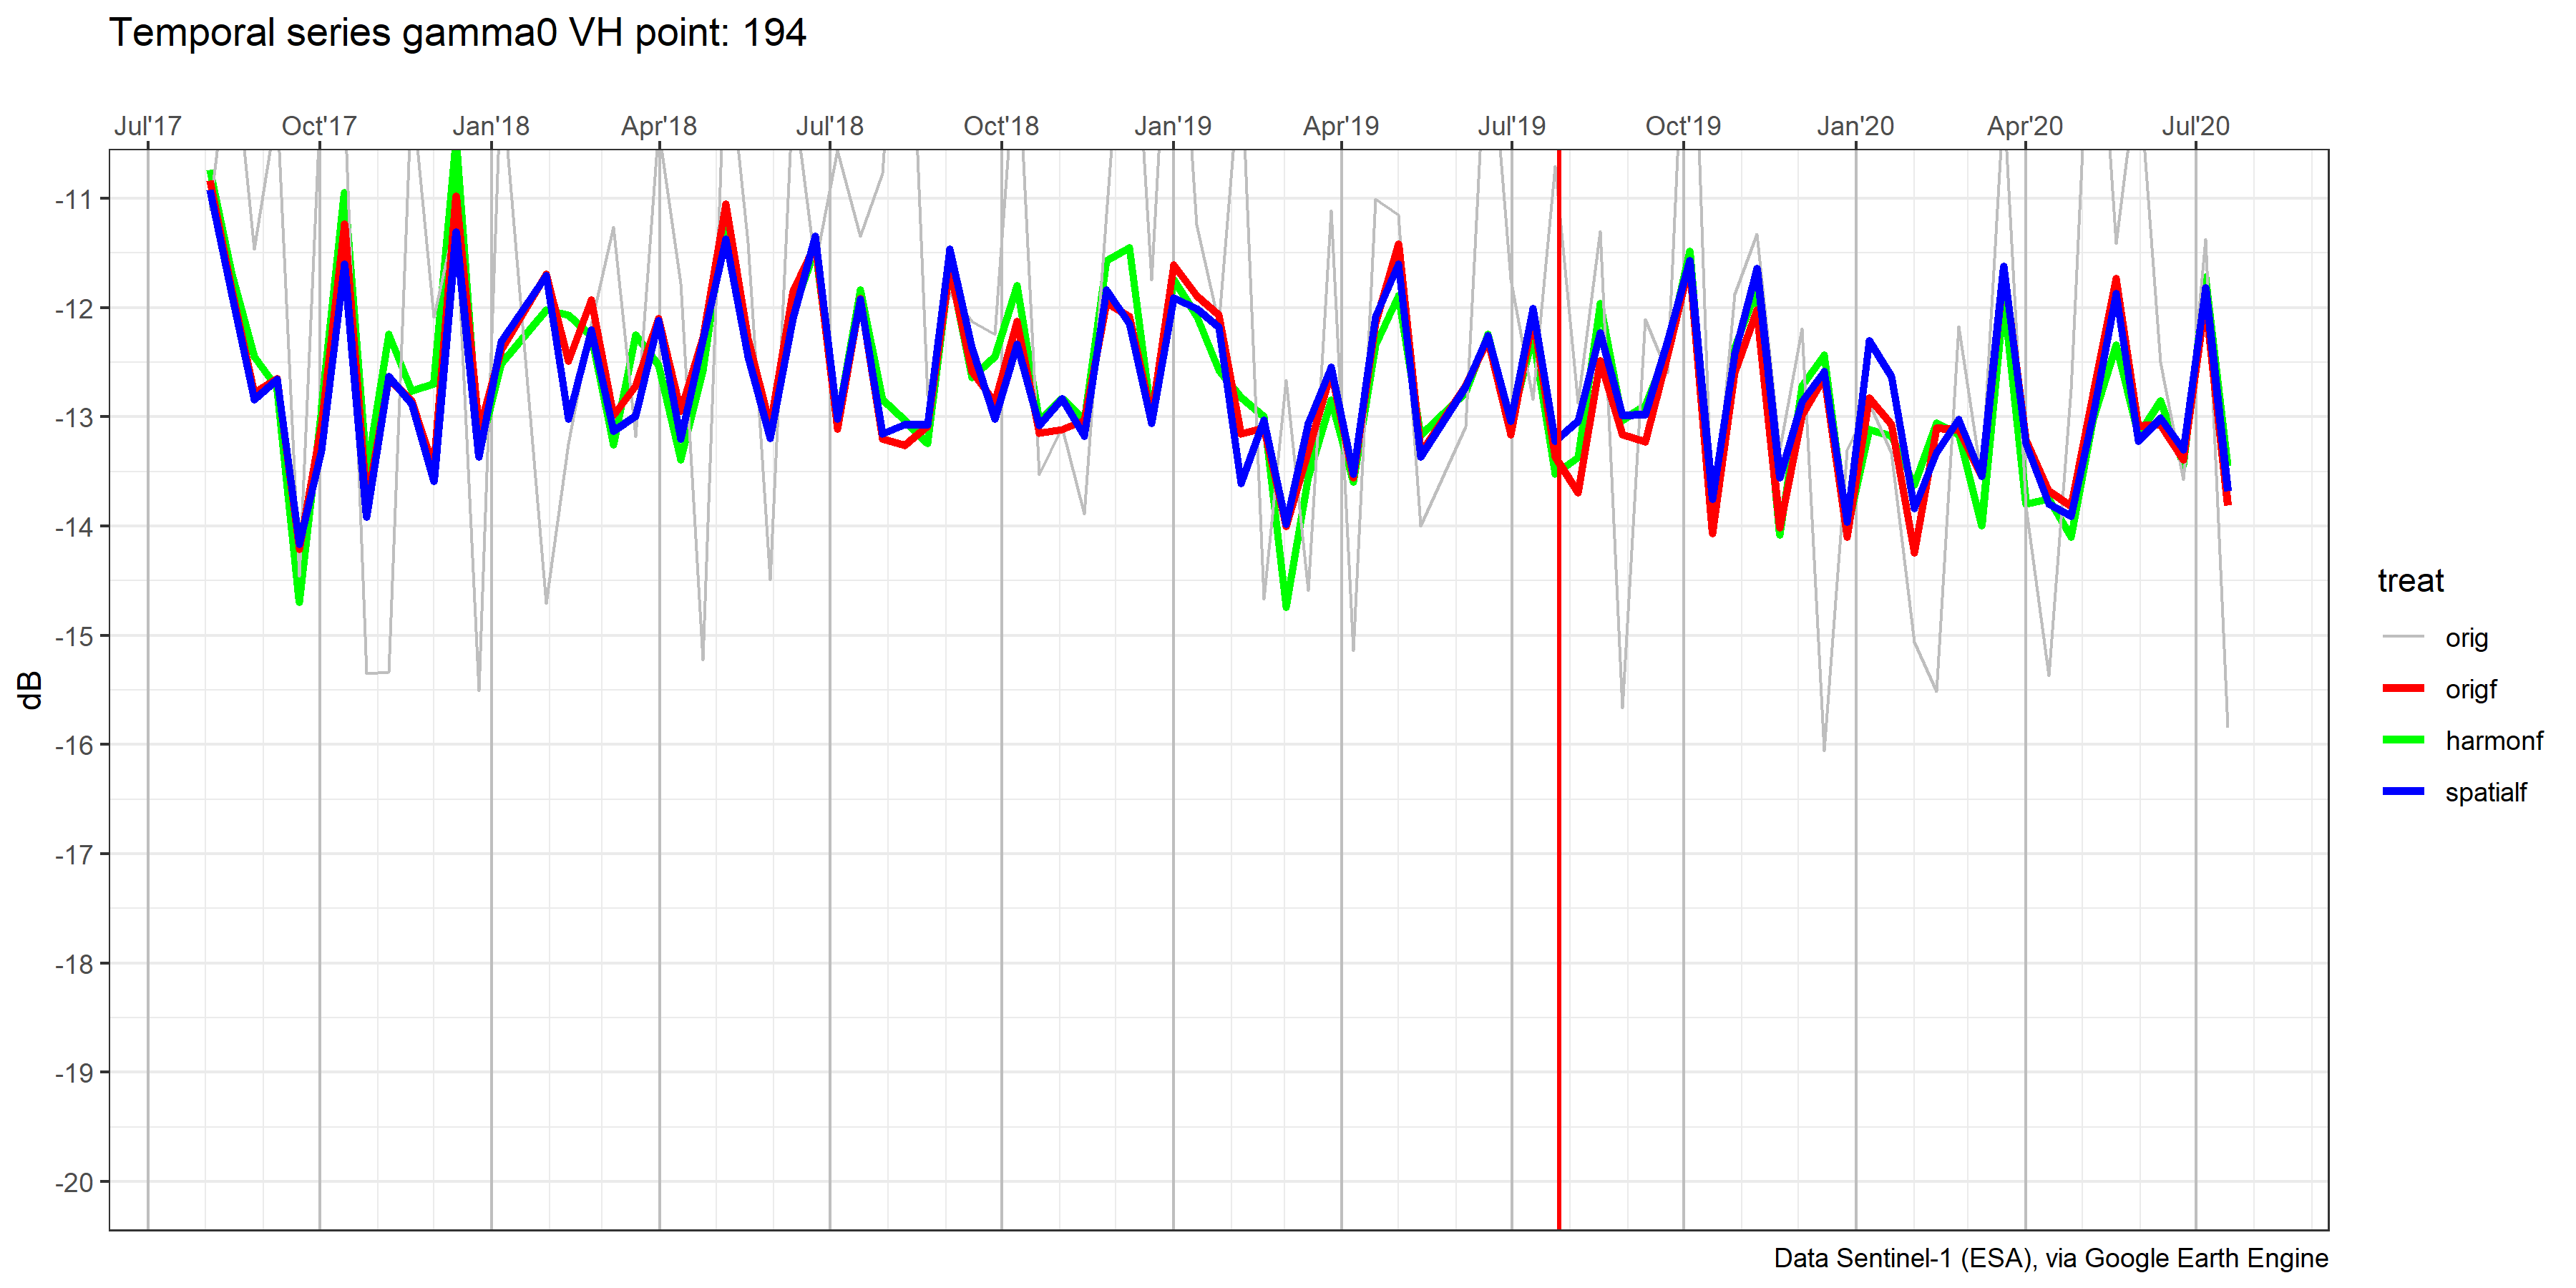 Temporal series gamma0 VH point: 194
Jul'17 Oct'17 Jan'18 Apr'18 Jul'18 Oct'18 Jan'19 Apr'19 Jul'19 Oct'19 Jan'20 Apr'20 Jul'20
-11
-12
-13
-14
-15
-16
-17
-18
-19
-20
dB
treat
orig
origf
harmonf
spatialf
Data Sentinel-1 (ESA), via Google Earth Engine